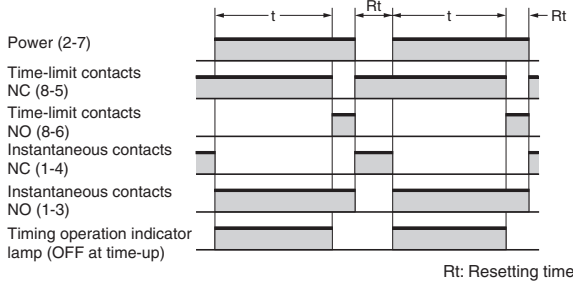 t Rt t Rt
Power (2-7)
Time-limit contacts
NC (8-5)
Time-limit contacts
NO (8-6)
Instantaneous contacts
NC (1-4)
Instantaneous contacts
NO (1-3)
Timing operation indicator
lamp (OFF at time-up)
Rt: Resetting time